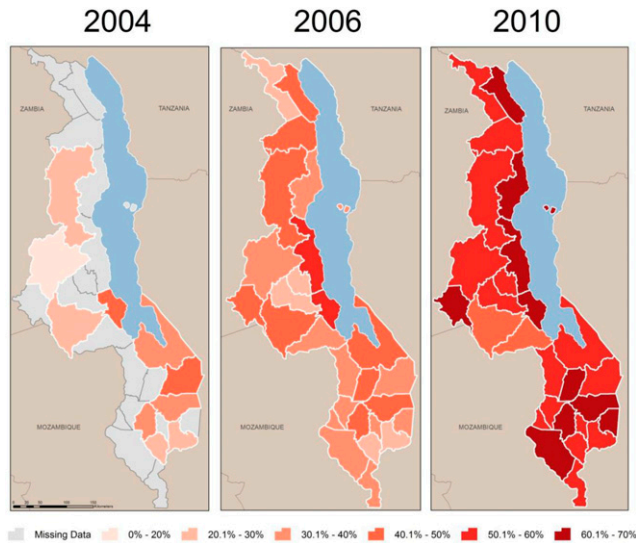 2004 2006 2010
ZAMBIA TANZANIA ZAMBIA TANZANIA ZAMBIA TANZANIA
MOZAMBIQUE MOZAMBIQUE MOZAMBIQUE
Missing Data 0% - 20% 20.1% - 30% 30.1% - 40% 40.1% - 50% 50.1% - 60% 60.1% - 70%